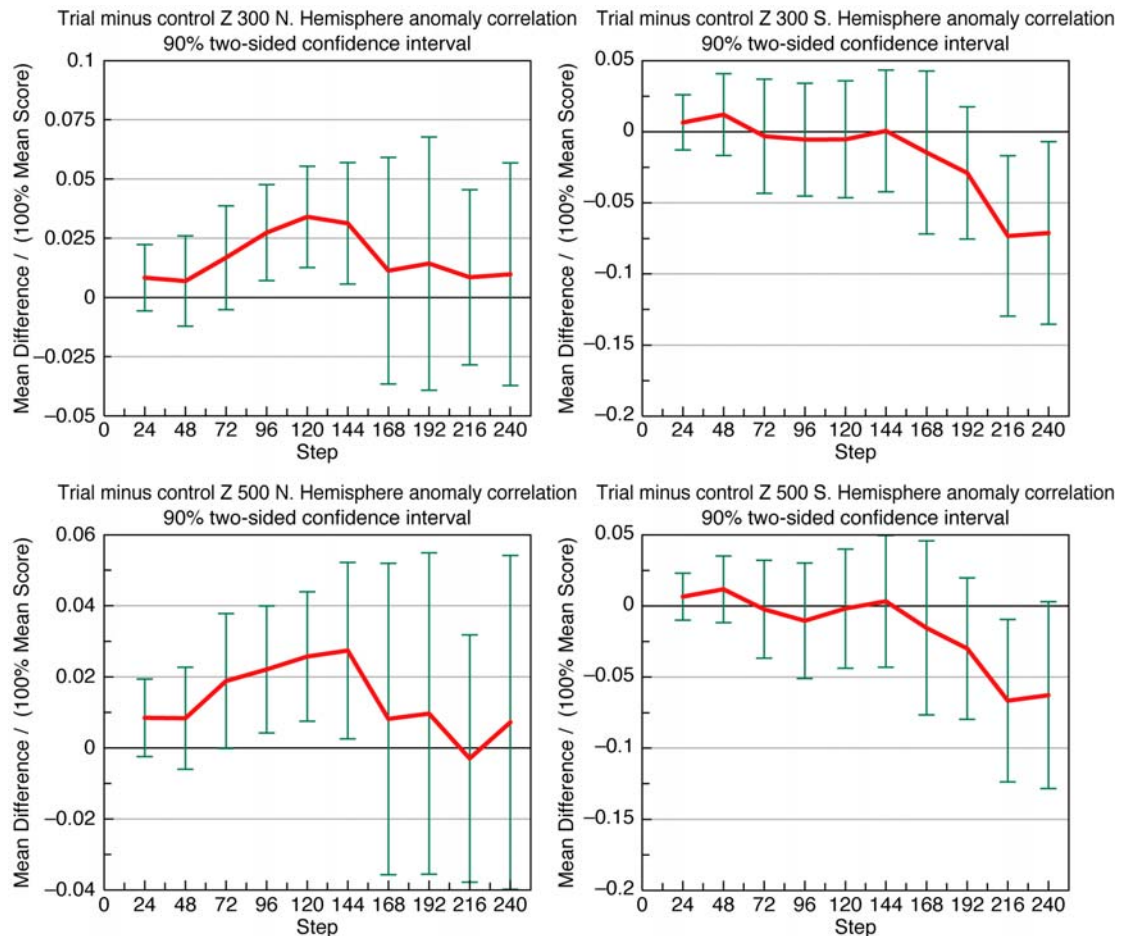 Trial minus control Z 300 N. Hemisphere anomaly correlation
90% two-sided confidence interval
Mean Difference / (100% Mean Score)
0.1
0.075
0.05
0.025
0
−0.025
−0.05
0 24 48 72 96 120 144 168 192 216 240
Step
Trial minus control Z 300 S. Hemisphere anomaly correlation
90% two-sided confidence interval
Mean Difference / (100% Mean Score)
0.05
0
−0.05
−0.1
−0.15
−0.2
0 24 48 72 96 120 144 168 192 216 240
Step
Trial minus control Z 500 N. Hemisphere anomaly correlation
90% two-sided confidence interval
Mean Difference / (100% Mean Score)
0.06
0.04
0.02
0
−0.02
−0.04
0 24 48 72 96 120 144 168 192 216 240
Step
Trial minus control Z 500 S. Hemisphere anomaly correlation
90% two-sided confidence interval
Mean Difference / (100% Mean Score)
0.05
0
−0.05
−0.1
−0.15
−0.2
0 24 48 72 96 120 144 168 192 216 240
Step